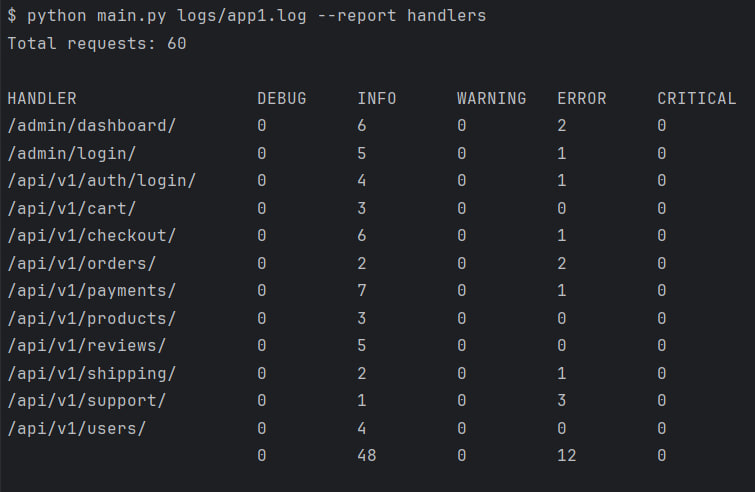 $ python main.py logs/app1.log --report handlers
Total requests: 60
HANDLER DEBUG INFO WARNING ERROR CRITICAL
/admin/dashboard/ 0 6 0 2 0
/admin/login/ 0 5 0 1 0
/api/v1/auth/login/ 0 4 0 1 0
/api/v1/cart/ 0 3 0 0 0
/api/v1/checkout/ 0 6 0 1 0
/api/v1/orders/ 0 2 0 2 0
/api/v1/payments/ 0 7 0 1 0
/api/v1/products/ 0 3 0 0 0
/api/v1/reviews/ 0 5 0 0 0
/api/v1/shipping/ 0 2 0 1 0
/api/v1/support/ 0 1 0 3 0
/api/v1/users/ 0 4 0 0 0
0 48 0 12 0